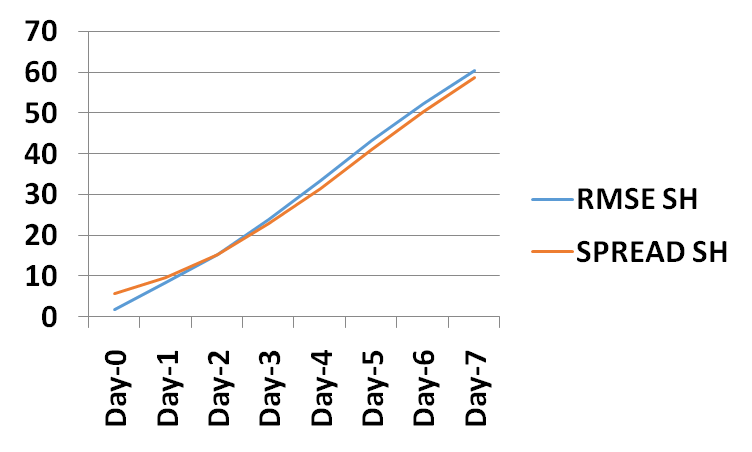 70
60
50
40
30
20
10
0
Day-0
Day-1
Day-2
Day-3
Day-4
Day-5
Day-6
Day-7
RMSE SH
SPREAD SH